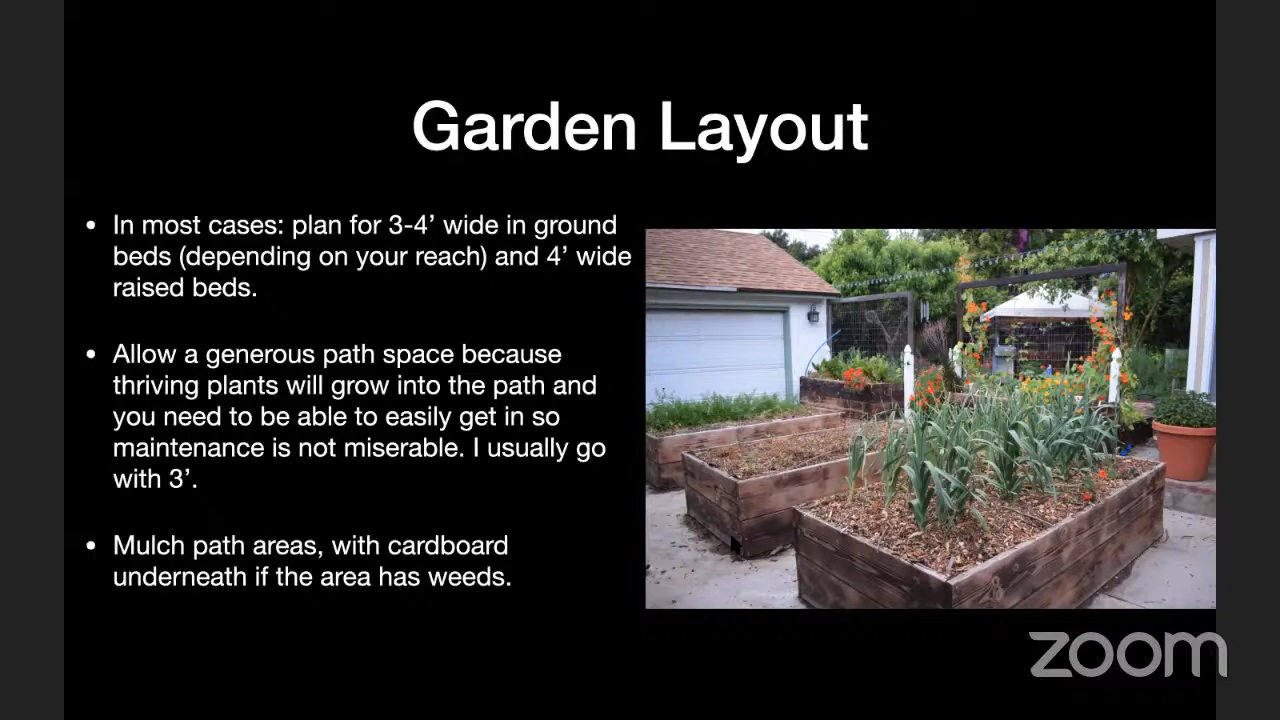 Garden Layout
• In most cases: plan for 3-4’ wide in ground
beds (depending on your reach) and 4’ wide
raised beds.
• Allow a generous path space because
thriving plants will grow into the path and
you need to be able to easily get in so
maintenance is not miserable. I usually go
with 3’.
• Mulch path areas, with cardboard
underneath if the area has weeds.
zoom